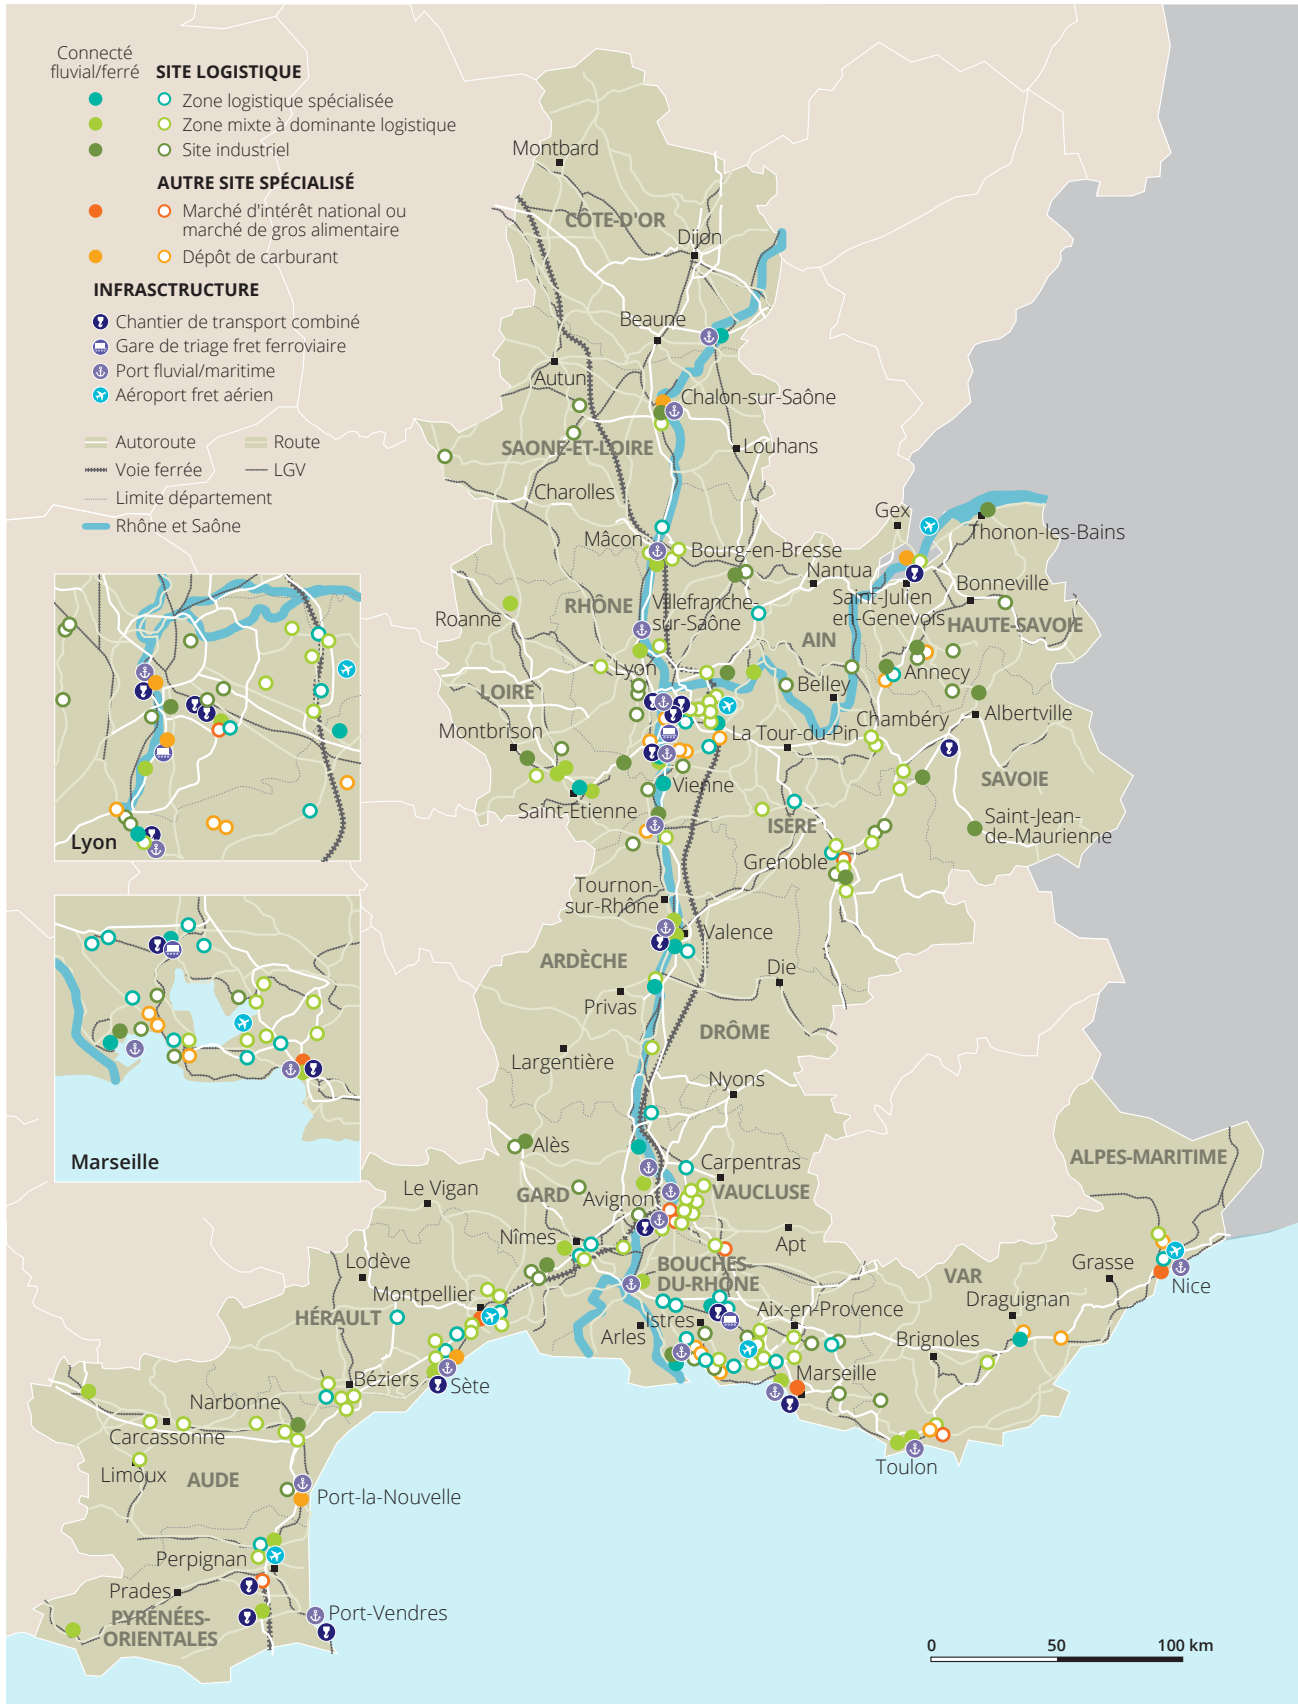 Connecté
fluvial/ferré
SITE LOGISTIQUE
Zone logistique spécialisée
Zone mixte à dominante logistique
Site industriel
AUTRE SITE SPÉCIALISÉ
Marché d'intérêt national ou
marché de gros alimentaire
Dépôt de carburant
INFRASCTRUCTURE
Chantier de transport combiné
Gare de triage fret ferroviaire
Port fluvial/maritime
Aéroport fret aérien
Autoroute
Route
Voie ferrée
LGV
Limite département
Rhône et Saône
Lyon
Marseille
Montbard
CÔTE-D'OR
Dijon
Beaune
Autun
Chalon-sur-Saône
SAONE-ET-LOIRE
Louhans
Charolles
Gex
Thonon-les-Bains
Mâcon
Bourg-en-Bresse
Nantua
Bonneville
Saint-Julien
en-Genevois
HAUTE-SAVOIE
RHÔNE
Villefranche-
sur-Saône
Roanne
AIN
Lyon
Annecy
LOIRE
Belley
Chambéry
Albertville
Montbrison
La Tour-du-Pin
SAVOIE
Vienne
Saint-Etienne
ISÈRE
Saint-Jean-
de-Maurienne
Grenoble
Tournon-
sur-Rhône
Valence
ARDÈCHE
Die
Privas
DRÔME
Largentière
Nyons
Alès
Carpentras
ALPES-MARITIME
Le Vigan
GARD
Avignon
VAUCLUSE
Nîmes
Apt
Lodève
BOUCHES-
DU-RHÔNE
Grasse
VAR
Nice
Montpellier
HÉRAULT
Istres
Aix-en-Provence
Draguignan
Arles
Brignoles
Béziers
Sète
Marseille
Narbonne
Carcassonne
Toulon
Limoux
AUDE
Port-la-Nouvelle
Perpignan
Prades
PYRÉNÉES-
ORIENTALES
Port-Vendres
0 50 100 km